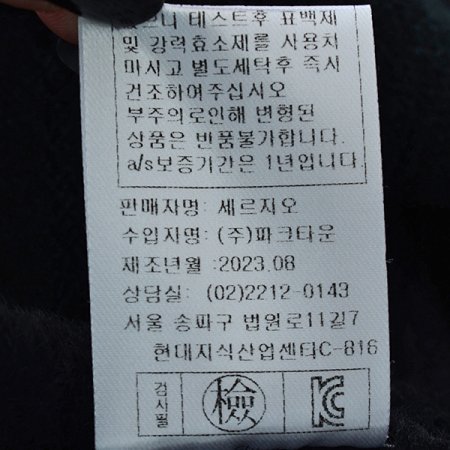 테스트후 표백제
및 강력효소제를 사용치
마시고 별도세탁후 즉시
건조하여주십시오
부주의로인해 변형된
상품은 반품불가합니다.
a/s보증기간은 1년입니다.
판매자명: 세르지오
수입자명: (주)파크타운
재조년월 :2023.08
상담실: (02)2212-0143
서울 송파구 법원로11길7
현대지식산업센타C-816
검사필 檢 KC